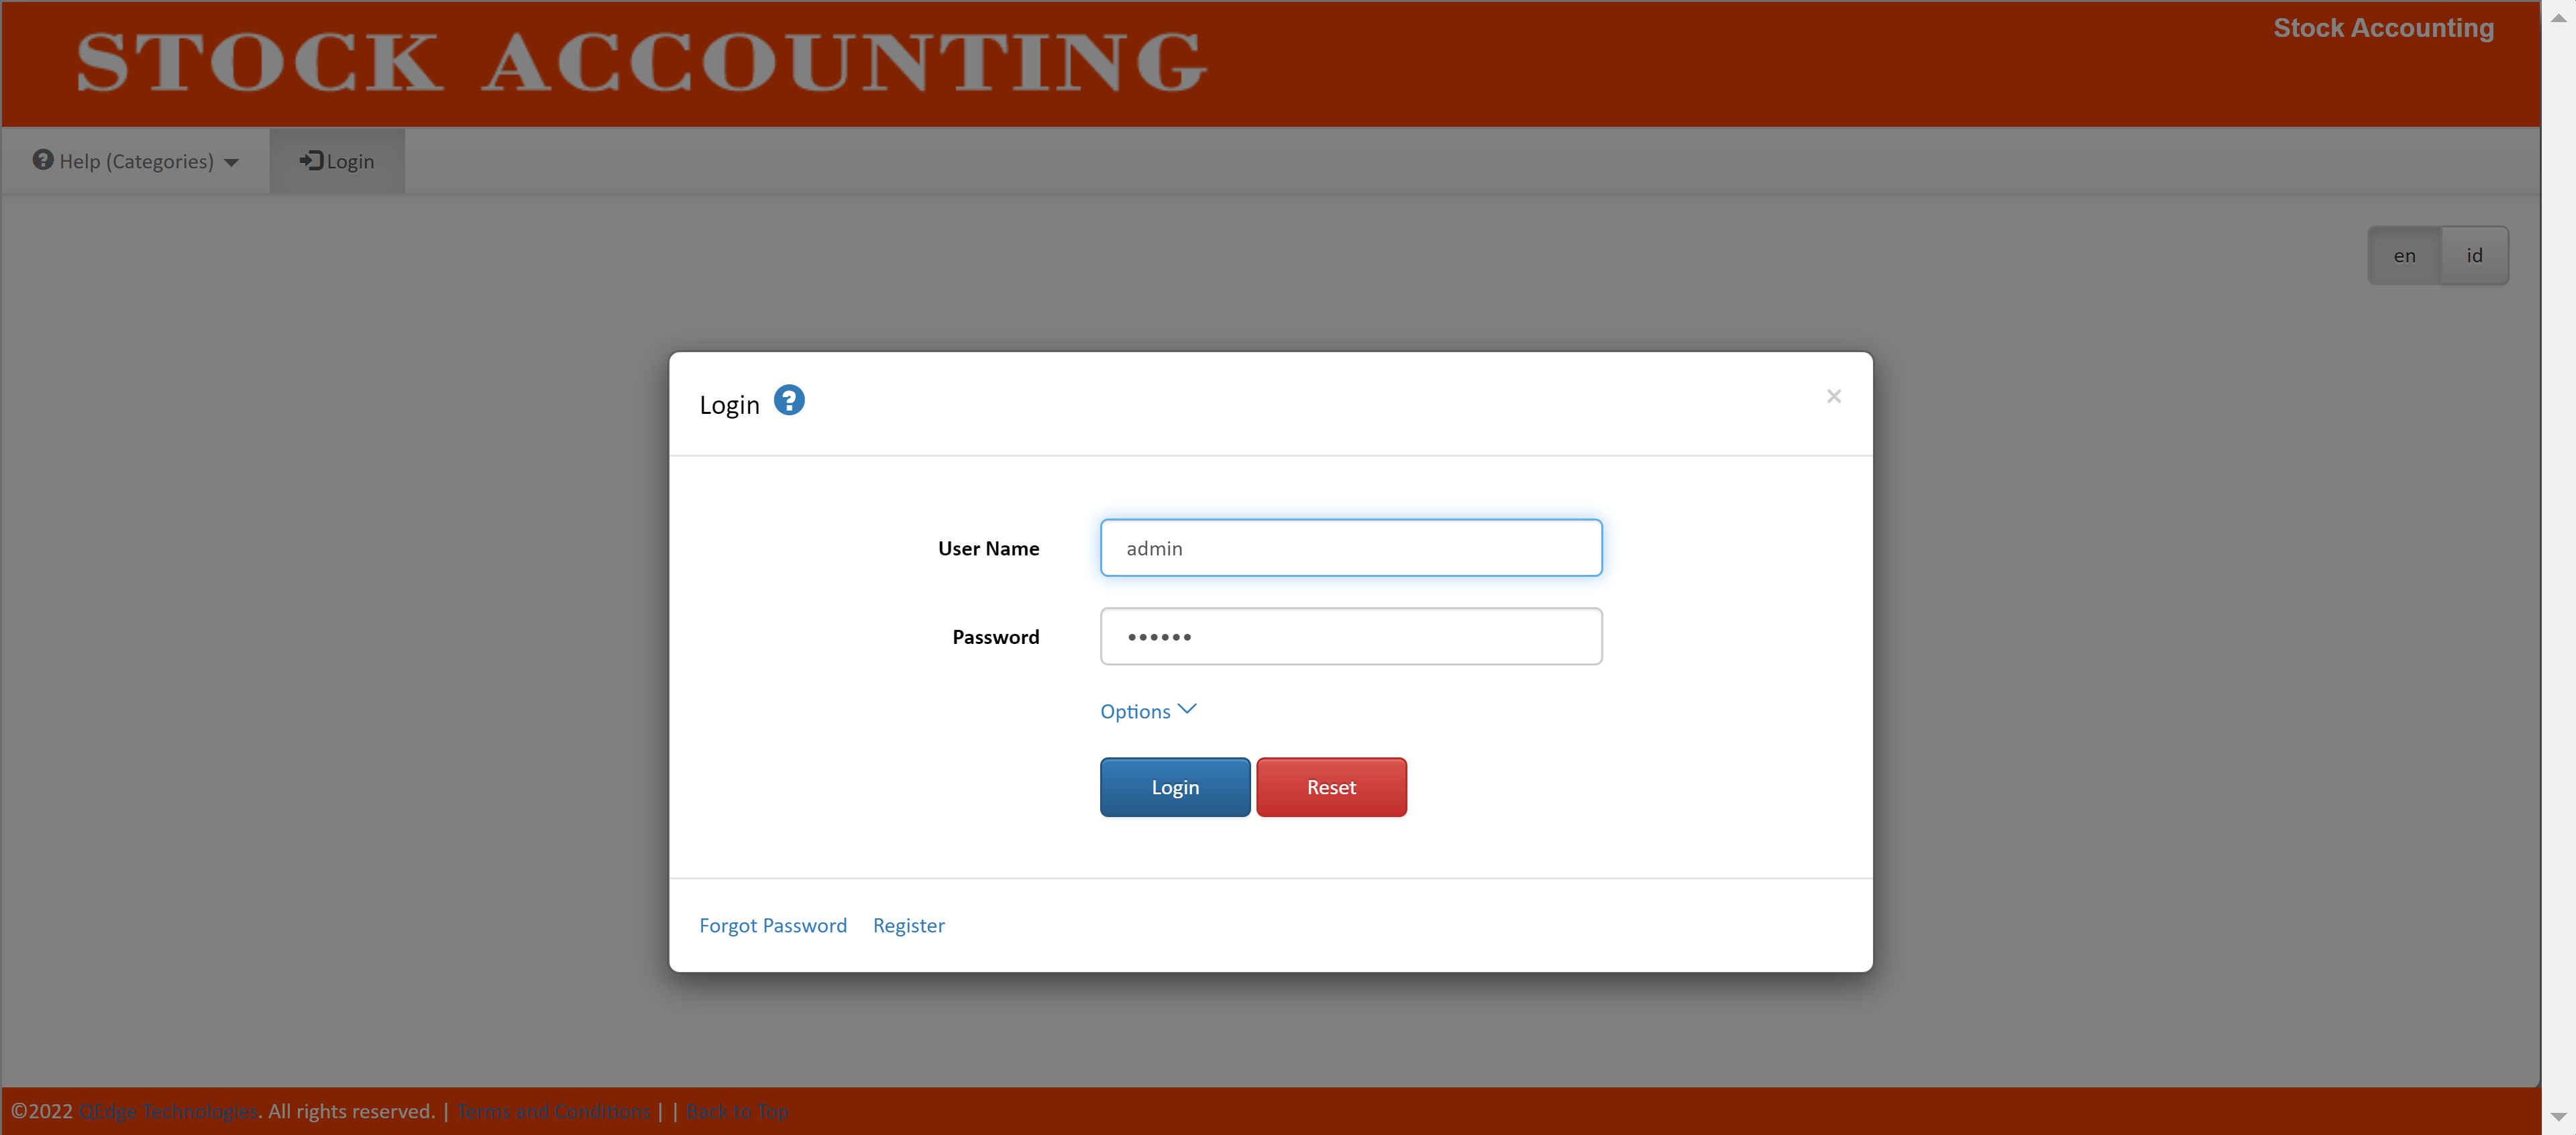 STOCK ACCOUNTING
Stock Accounting
Help (Categories)
Login
en
id
Login
×
User Name
admin
Password
••••••
Options
Login
Reset
Forgot Password Register
©2022 QEdge Technologies. All rights reserved. | Terms and Conditions | | Back to Top